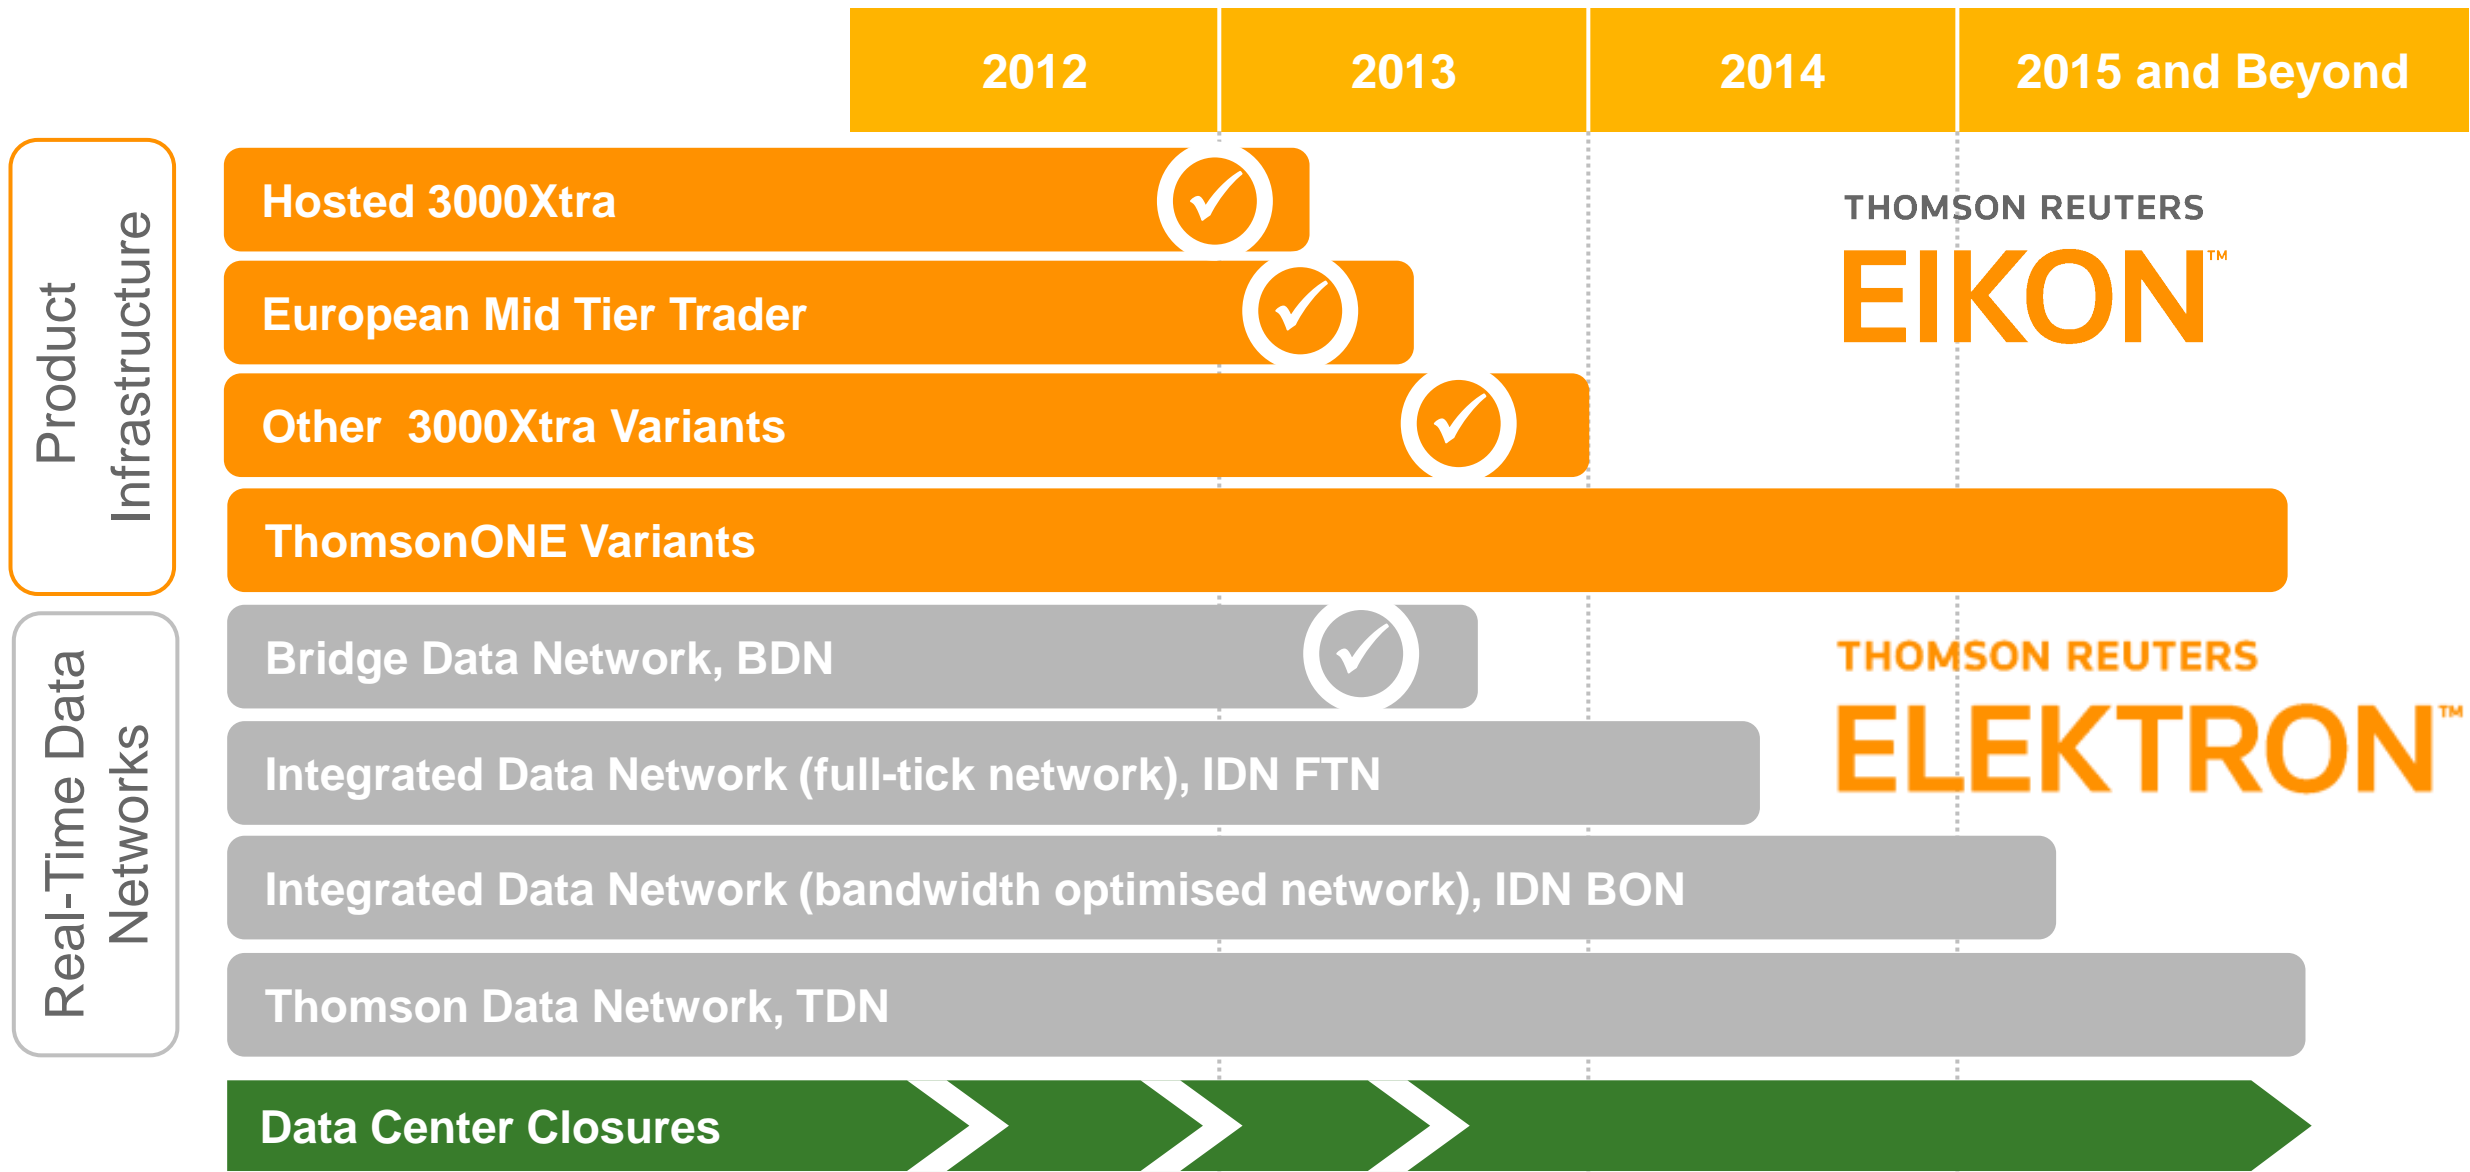 2012
2013
2014
2015 and Beyond
Product
Infrastructure
Hosted 3000Xtra
European Mid Tier Trader
Other  3000Xtra Variants
ThomsonONE Variants
THOMSON REUTERS
EIKON™
Real-Time Data
Networks
Bridge Data Network, BDN
Integrated Data Network (full-tick network), IDN FTN
Integrated Data Network (bandwidth optimised network), IDN BON
Thomson Data Network, TDN
THOMSON REUTERS
ELEKTRON™
Data Center Closures